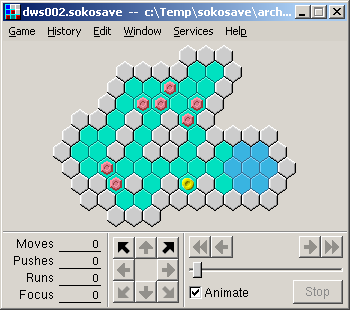 dws002.sokosave -- c:\Temp\sokosave\arch...
Game History Edit Window Services Help
Moves 0
Pushes 0
Runs 0
Focus 0
Animate
Stop